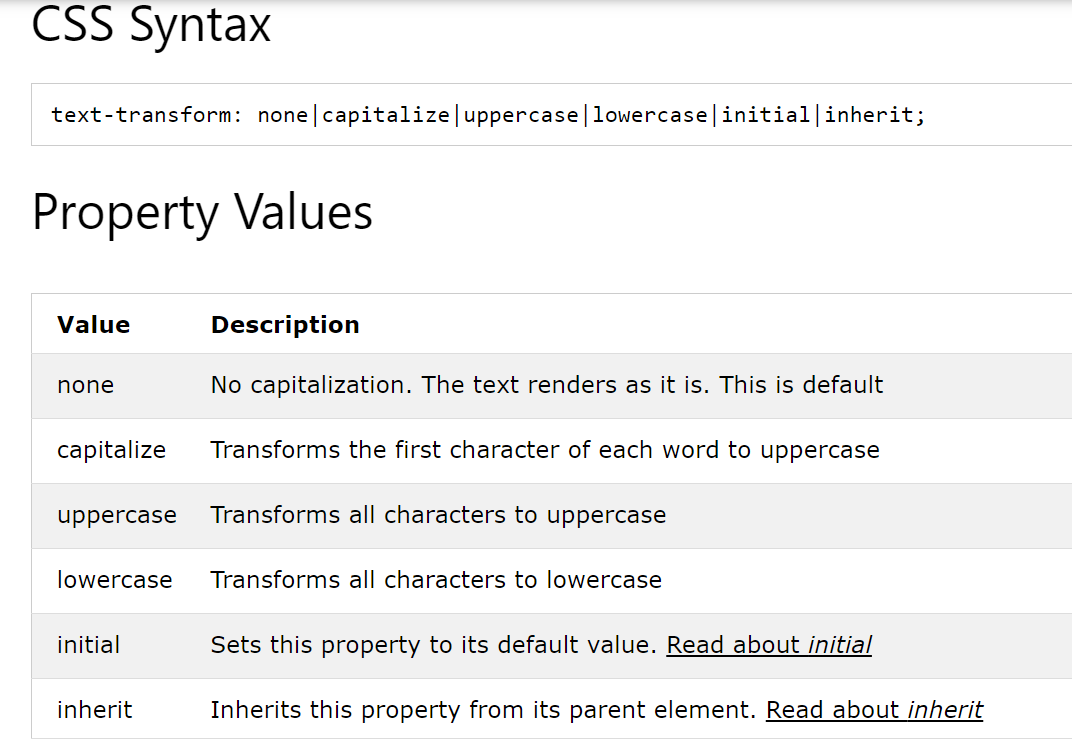 CSS Syntax
text-transform: none|capitalize|uppercase|lowercase|initial|inherit;
Property Values
Value Description
none No capitalization. The text renders as it is. This is default
capitalize Transforms the first character of each word to uppercase
uppercase Transforms all characters to uppercase
lowercase Transforms all characters to lowercase
initial Sets this property to its default value. Read about initial
inherit Inherits this property from its parent element. Read about inherit